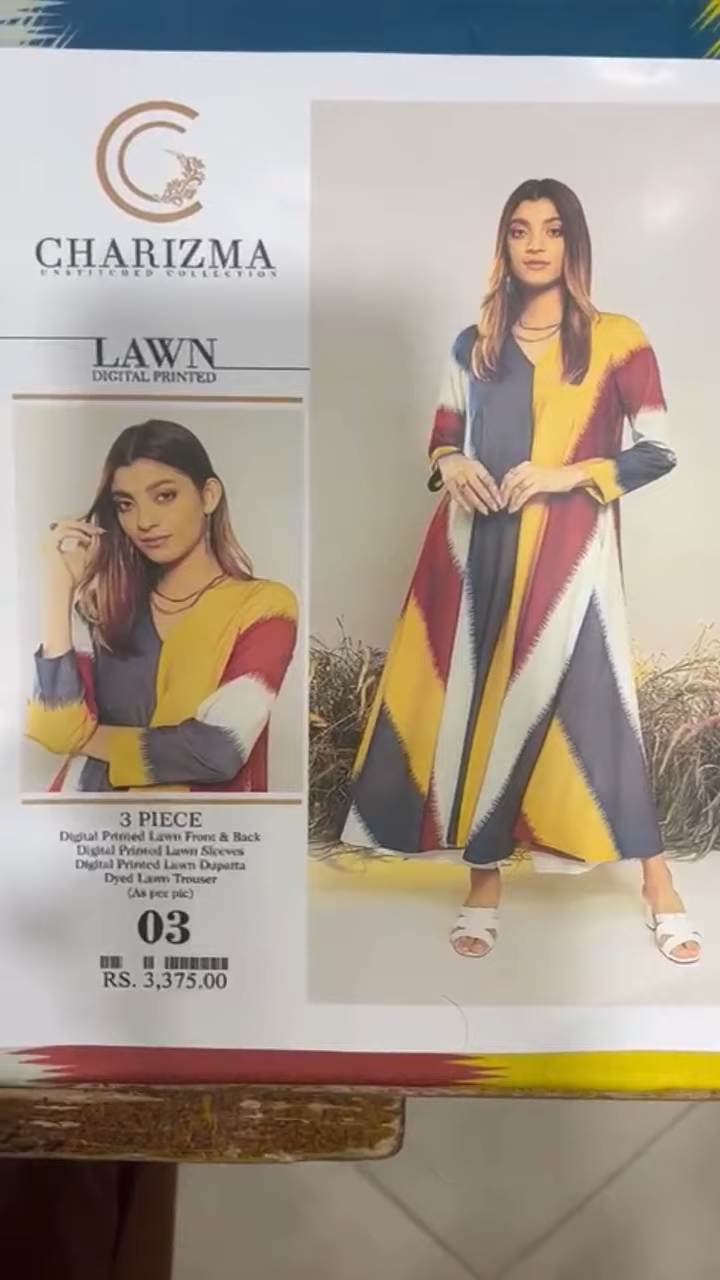 CHARIZMA
UNSTITCHED COLLECTION
LAWN
DIGITAL PRINTED
3 PIECE
Digital Printed Lawn Front & Back
Digital Printed Lawn Sleeves
Digital Printed Lawn Dupatta
Dyed Lawn Trouser
(As per pic)
03
RS. 3,375.00